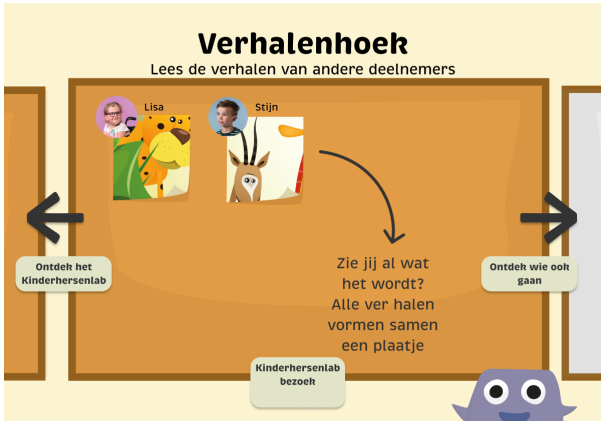 Verhalenhoek
Lees de verhalen van andere deelnemers
Lisa
Stijn
Zie jij al wat
het wordt?
Alle ver halen
vormen samen
een plaatje
Ontdek het
Kinderhersenlab
Ontdek wie ook
gaan
Kinderhersenlab
bezoek